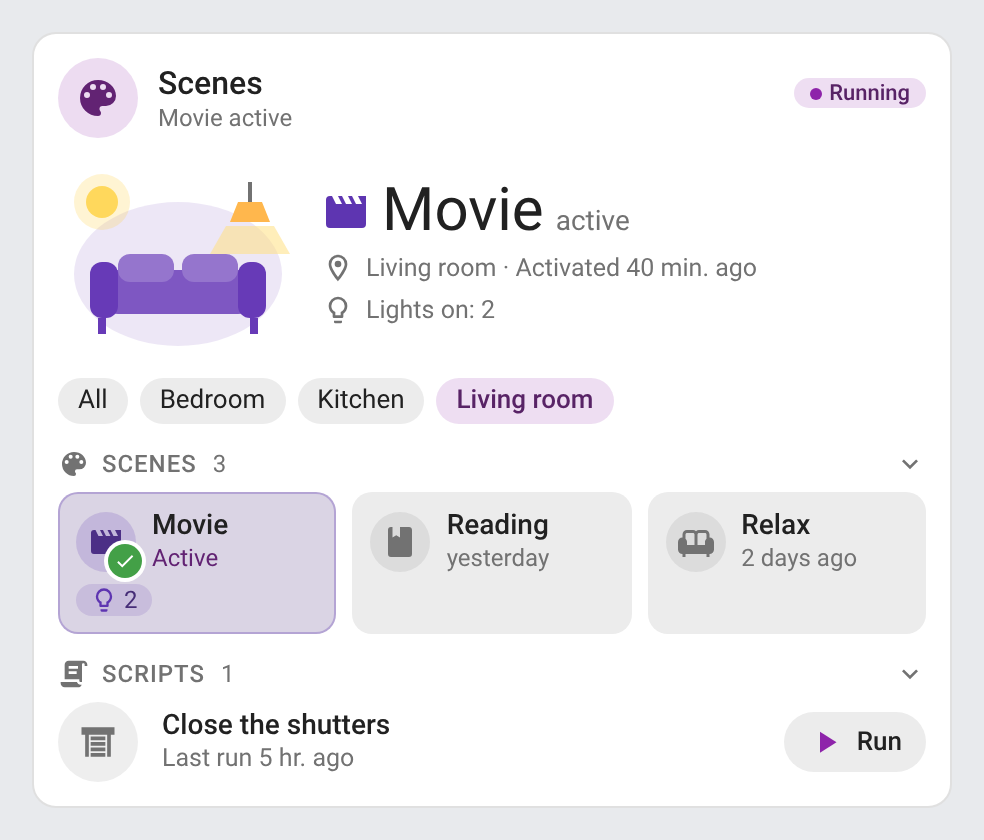 Scenes
Movie active
Running
Movie active
Living room · Activated 40 min. ago
Lights on: 2
All Bedroom Kitchen Living room
SCENES 3
Movie
Active
2
Reading
yesterday
Relax
2 days ago
SCRIPTS 1
Close the shutters
Last run 5 hr. ago
Run